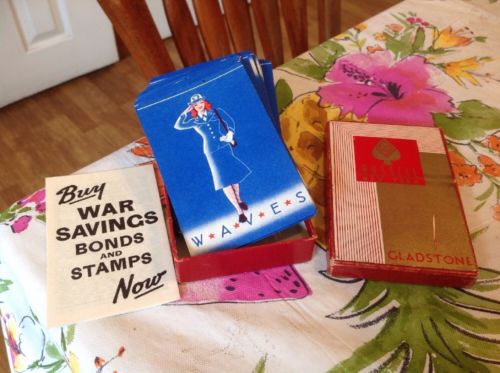 Buy
WAR
SAVINGS
BONDS
AND
STAMPS
Now
W★A★V★E★S
GLADSTONE